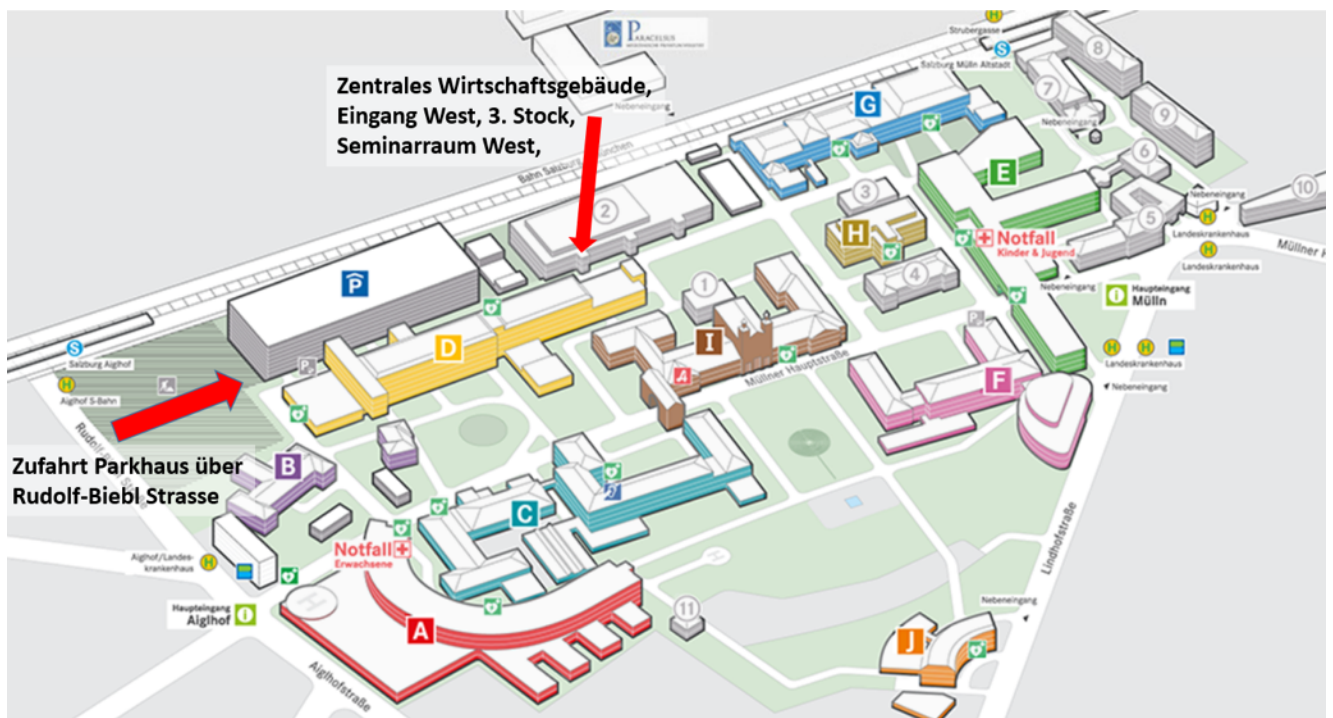 Strubergasse
PARACELSUS
MEDIZINISCHE PRIVATUNIVERSITÄT
Salzburg Mülln Altstadt
Zentrales Wirtschaftsgebäude,
Eingang West, 3. Stock,
Seminarraum West,
Nebeneingang
Bahn Salzburg München
G
8
7
9
Nebeneingang
6
E
3
2
H
Notfall
Kinder & Jugend
5
Nebeneingang
10
Landeskrankenhaus
Landeskrankenhaus
Müllner H
4
Nebeneingang
Haupteingang
Mülln
P
1
I
D
Müllner Hauptstraße
Landeskrankenhaus
Nebeneingang
F
Salzburg Aiglhof
Aiglhof S-Bahn
Zufahrt Parkhaus über
Rudolf-Biebl Strasse
B
C
Notfall
Erwachsene
Aiglhof/Landes-
krankenhaus
Haupteingang
Aiglhof
H
A
H
11
J
Nebeneingang
Lindhofstraße
Aiglhofstraße